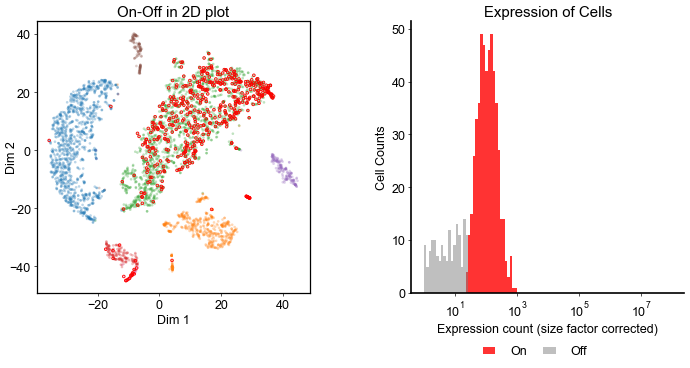 On-Off in 2D plot
40
20
0
−20
−40
Dim 2
−20 0 20 40
Dim 1
Expression of Cells
50
40
30
20
10
0
Cell Counts
10^1 10^3 10^5 10^7
Expression count (size factor corrected)
On Off